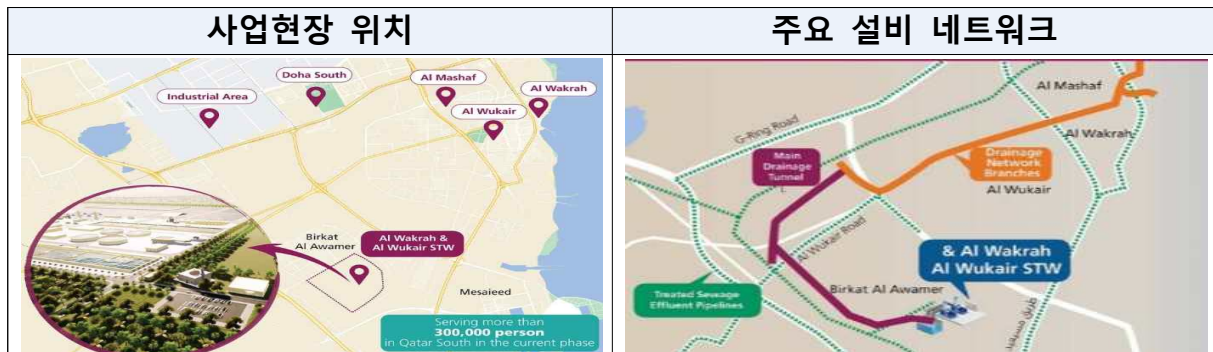 사업현장 위치
주요 설비 네트워크
Doha South
Al Mashaf
Al Wakrah
Industrial Area
Al Wukair
Birkat
Al Awamer
Al Wakrah &
Al Wukair STW
Mesaieed
Serving more than
300,000 person
in Qatar South in the current phase
Al Mashaf
G-Ring Road
Al Wakrah
Main
Drainage
Tunnel
Drainage
Network
Branches
Al Wukair
Al Wukair Road
& Al Wakrah
Al Wukair STW
Treated Sewage
Effluent Pipelines
Birkat Al Awamer
طريق مسيعيد